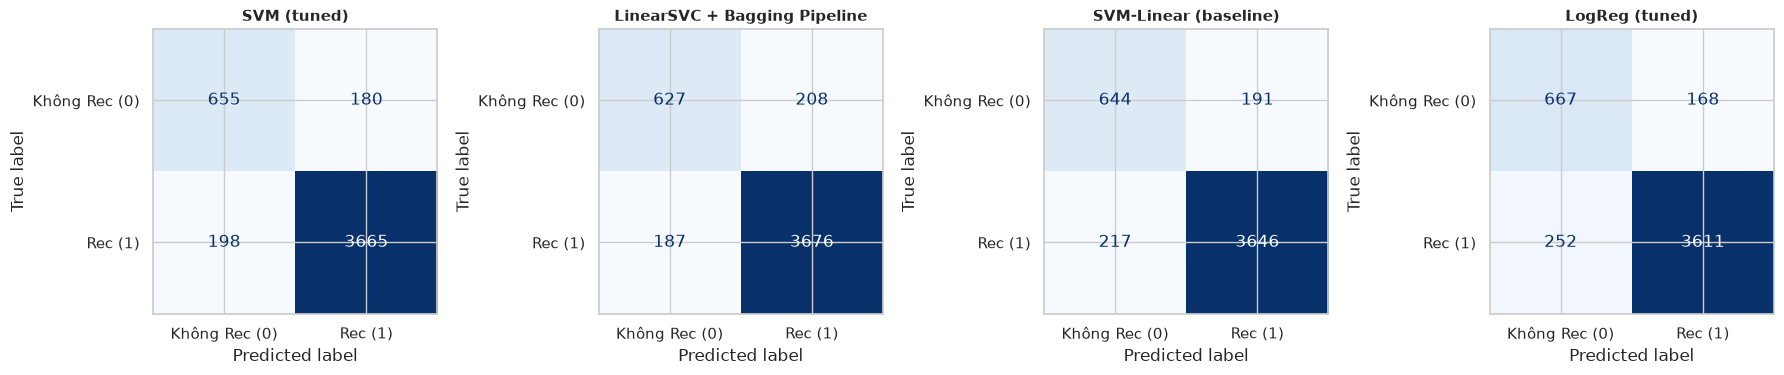 SVM (tuned)
True label
Không Rec (0)
Rec (1)
655
180
198
3665
Không Rec (0)
Rec (1)
Predicted label
LinearSVC + Bagging Pipeline
True label
Không Rec (0)
Rec (1)
627
208
187
3676
Không Rec (0)
Rec (1)
Predicted label
SVM-Linear (baseline)
True label
Không Rec (0)
Rec (1)
644
191
217
3646
Không Rec (0)
Rec (1)
Predicted label
LogReg (tuned)
True label
Không Rec (0)
Rec (1)
667
168
252
3611
Không Rec (0)
Rec (1)
Predicted label